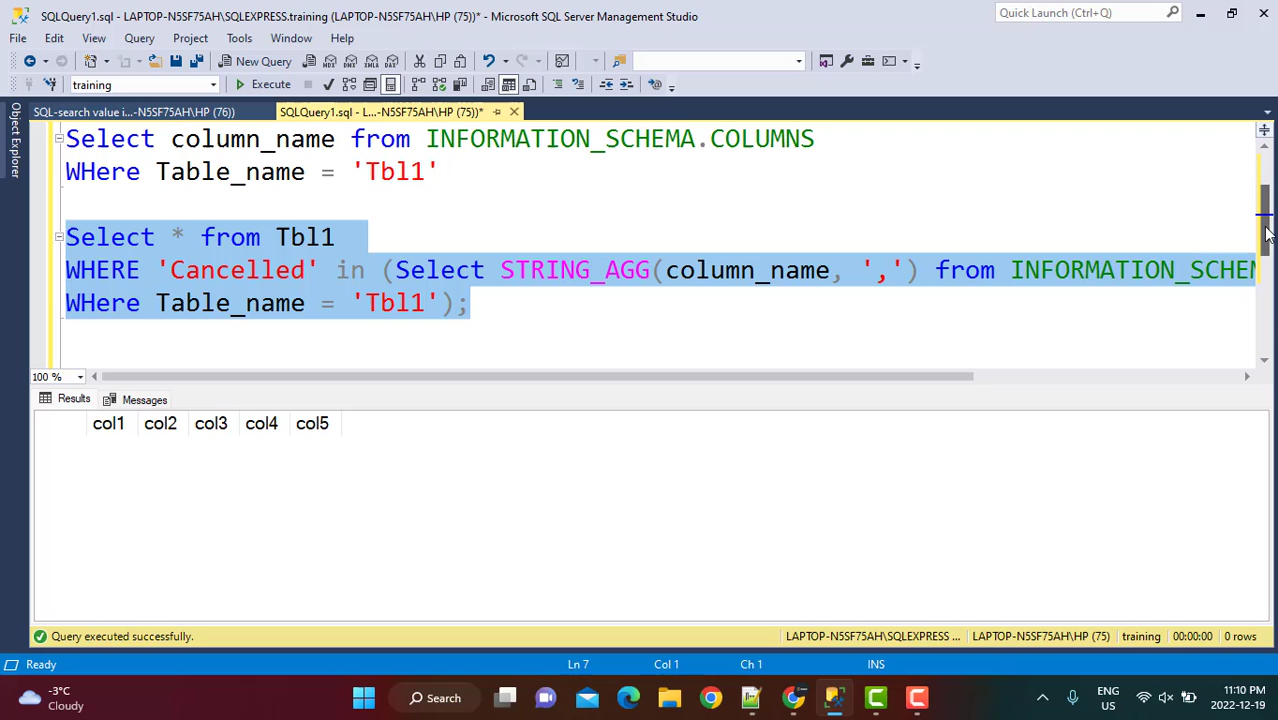 SQLQuery1.sql - LAPTOP-N5SF75AH\SQLEXPRESS.training (LAPTOP-N5SF75AH\HP (75))* - Microsoft SQL Server Management Studio
Quick Launch (Ctrl+Q)
File Edit View Query Project Tools Window Help
New Query
training
Execute
SQL-search value i...-N5SF75AH\HP (76))
SQLQuery1.sql - L...-N5SF75AH\HP (75))*
Object Explorer
Select column_name from INFORMATION_SCHEMA.COLUMNS
WHere Table_name = 'Tbl1'
Select * from Tbl1
WHERE 'Cancelled' in (Select STRING_AGG(column_name, ',') from INFORMATION_SCHEM
WHere Table_name = 'Tbl1');
100 %
Results Messages
col1 col2 col3 col4 col5
Query executed successfully.
LAPTOP-N5SF75AH\SQLEXPRESS ... LAPTOP-N5SF75AH\HP (75) training 00:00:00 0 rows
Ready Ln 7 Col 1 Ch 1 INS
-3°C
Cloudy
Search
ENG
US
11:10 PM
2022-12-19